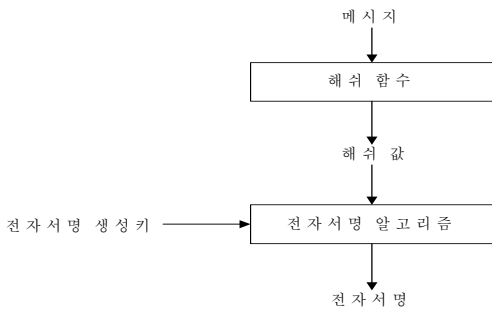 메시지
해쉬 함수
해쉬 값
전자서명 생성키
전자서명 알고리즘
전자서명